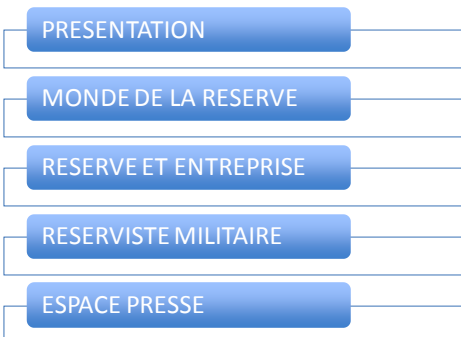 PRESENTATION
MONDE DE LA RESERVE
RESERVE ET ENTREPRISE
RESERVISTE MILITAIRE
ESPACE PRESSE